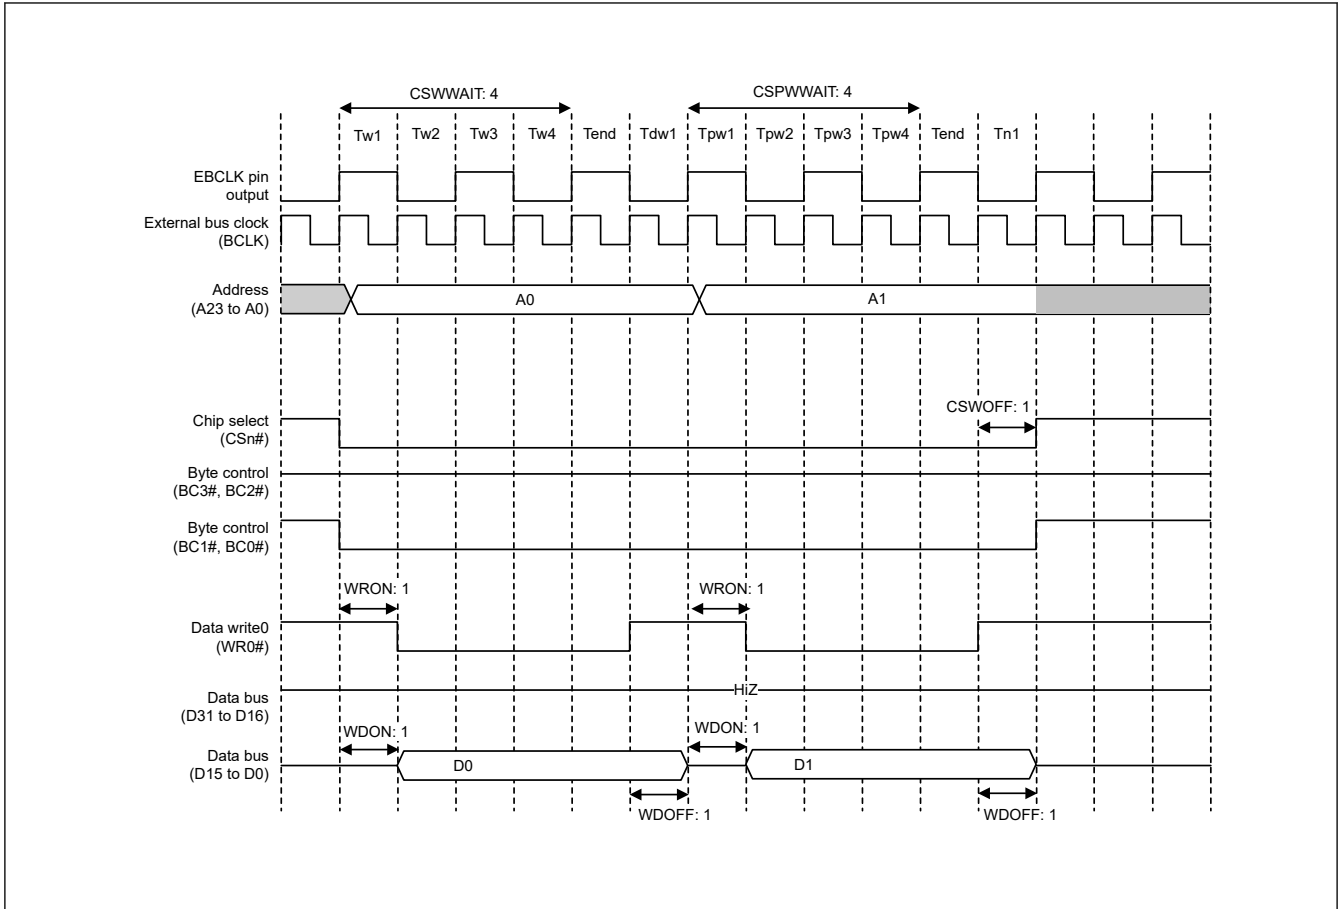 CSWWAIT: 4
CSPWWAIT: 4
Tw1 Tw2 Tw3 Tw4 Tend Tdw1 Tpw1 Tpw2 Tpw3 Tpw4 Tend Tn1
EBCLK pin
output
External bus clock
(BCLK)
Address
(A23 to A0)
A0
A1
CSWOFF: 1
Chip select
(CSn#)
Byte control
(BC3#, BC2#)
Byte control
(BC1#, BC0#)
WRON: 1
WRON: 1
Data write0
(WR0#)
HiZ
Data bus
(D31 to D16)
WDON: 1
WDON: 1
Data bus
(D15 to D0)
D0
D1
WDOFF: 1
WDOFF: 1